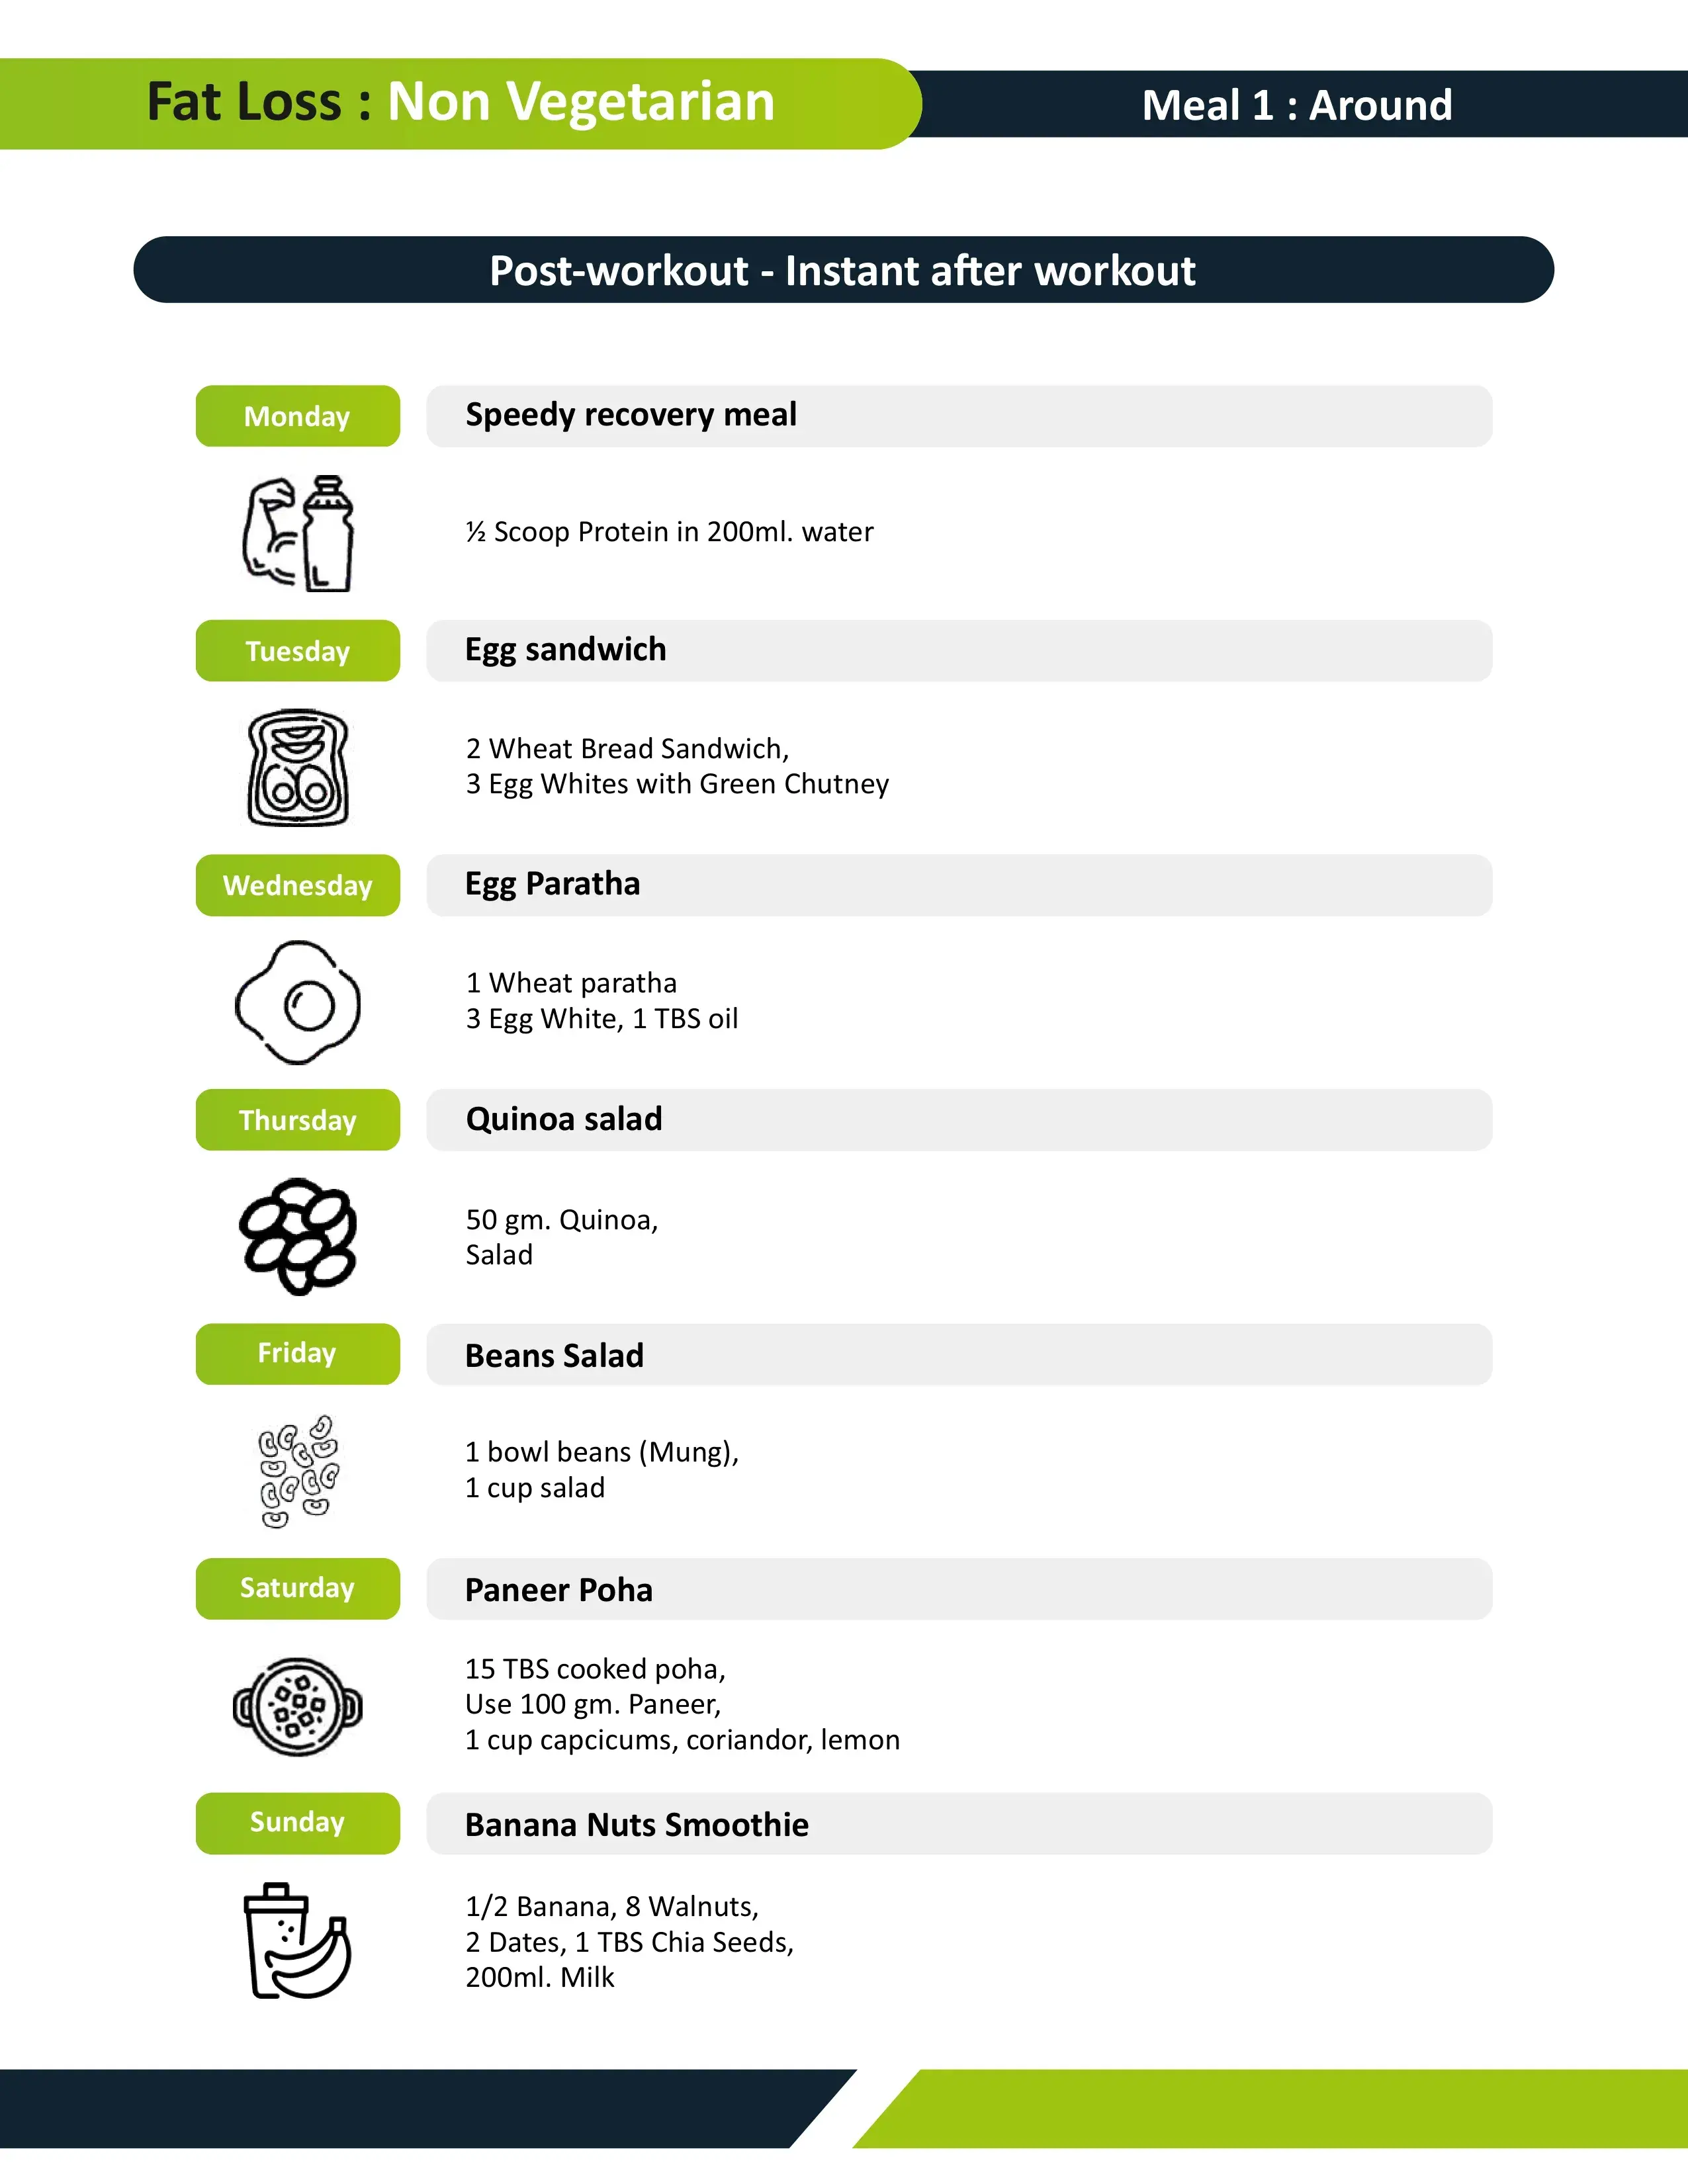 Fat Loss : Non Vegetarian
Meal 1 : Around
Post-workout - Instant after workout
Monday
Speedy recovery meal
½ Scoop Protein in 200ml. water
Tuesday
Egg sandwich
2 Wheat Bread Sandwich,
3 Egg Whites with Green Chutney
Wednesday
Egg Paratha
1 Wheat paratha
3 Egg White, 1 TBS oil
Thursday
Quinoa salad
50 gm. Quinoa,
Salad
Friday
Beans Salad
1 bowl beans (Mung),
1 cup salad
Saturday
Paneer Poha
15 TBS cooked poha,
Use 100 gm. Paneer,
1 cup capcicums, coriandor, lemon
Sunday
Banana Nuts Smoothie
1/2 Banana, 8 Walnuts,
2 Dates, 1 TBS Chia Seeds,
200ml. Milk